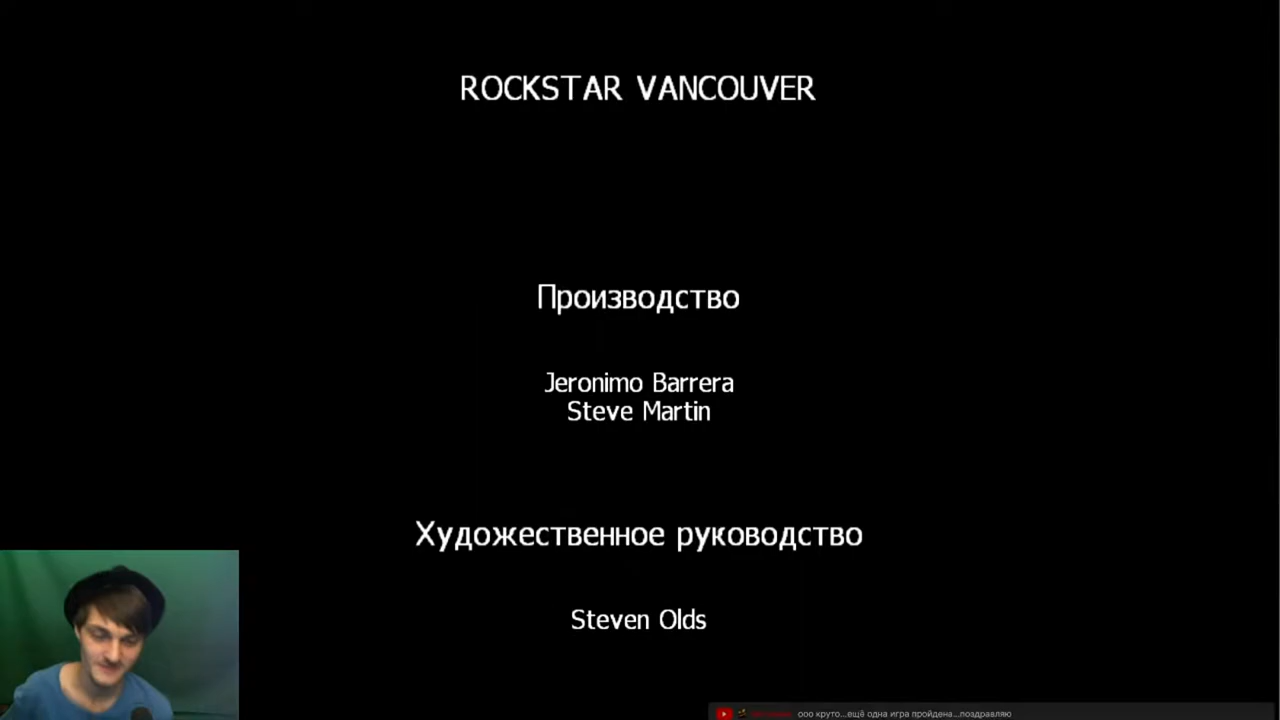 ROCKSTAR VANCOUVER
Производство
Jeronimo Barrera
Steve Martin
Художественное руководство
Steven Olds
ооо круто...ещё одна игра пройдена...поздравляю